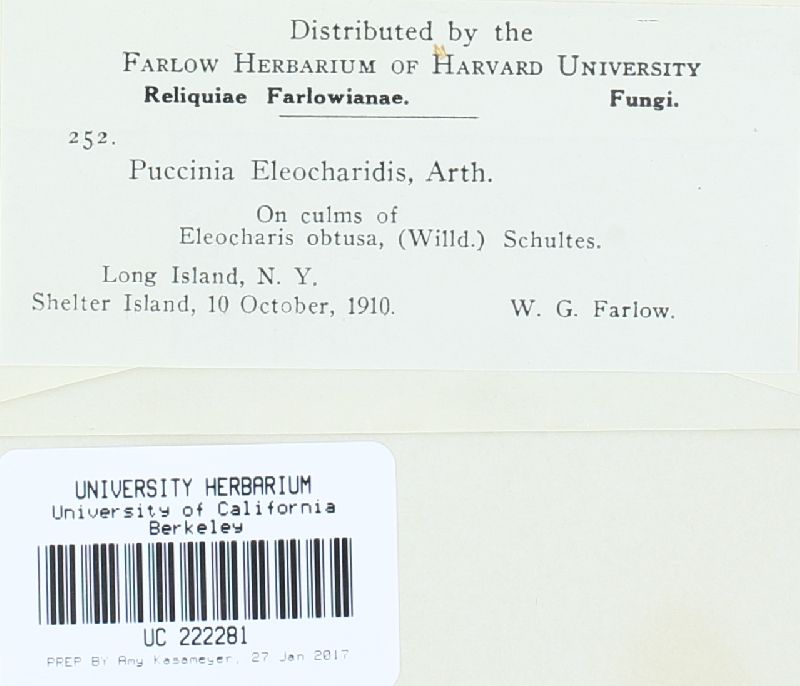 Distributed by the
Farlow Herbarium of Harvard University
Reliquiae Farlowianae. Fungi.
252.
Puccinia Eleocharidis, Arth.
On culms of
Eleocharis obtusa, (Willd.) Schultes.
Long Island, N. Y.
Shelter Island, 10 October, 1910. W. G. Farlow.
UNIVERSITY HERBARIUM
University of California
Berkeley
UC 222281
PREP BY Amy Kasameyer, 27 Jan 2017